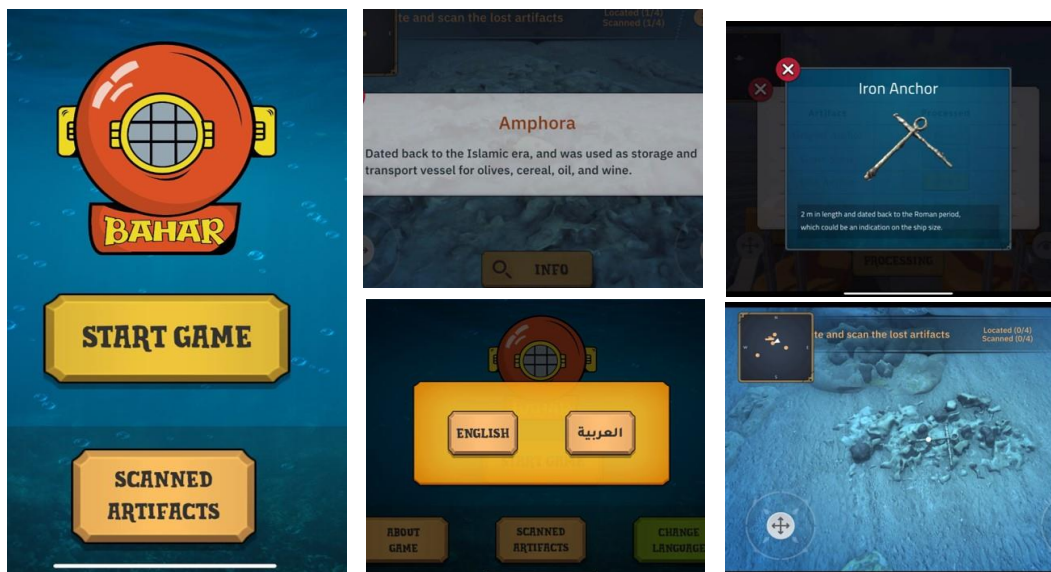 BAHAR
START GAME
SCANNED
ARTIFACTS
te and scan the lost artifacts
Located (1/4)
Scanned (1/4)
Amphora
Dated back to the Islamic era, and was used as storage and
transport vessel for olives, cereal, oil, and wine.
INFO
Iron Anchor
Artifact
Processed
2 m in length and dated back to the Roman period,
which could be an indication on the ship size.
PROCESSING
ENGLISH
العربية
START GAME
ABOUT
GAME
SCANNED
ARTIFACTS
CHANGE
LANGUAGE
te and scan the lost artifacts
Located (0/4)
Scanned (0/4)